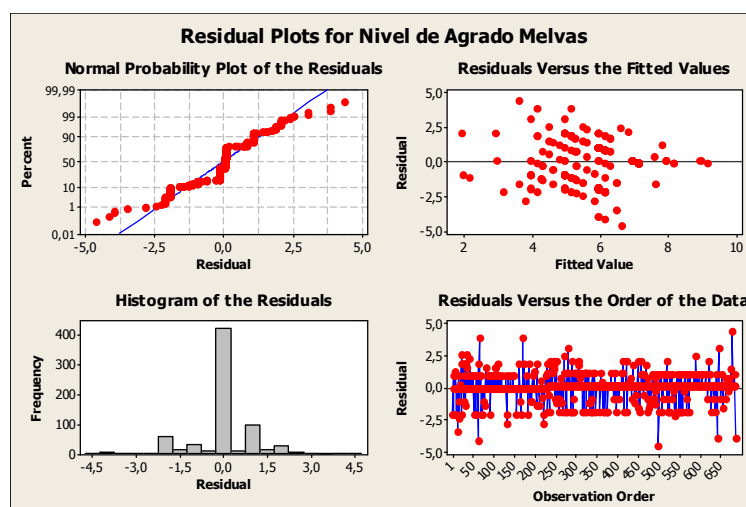 Residual Plots for Nivel de Agrado Melvas
Normal Probability Plot of the Residuals
99,99
99
90
50
10
1
0,01
Percent
-5,0 -2,5 0,0 2,5 5,0
Residual
Residuals Versus the Fitted Values
5,0
2,5
0,0
-2,5
-5,0
Residual
2 4 6 8 10
Fitted Value
Histogram of the Residuals
400
300
200
100
0
Frequency
-4,5 -3,0 -1,5 0,0 1,5 3,0 4,5
Residual
Residuals Versus the Order of the Data
5,0
2,5
0,0
-2,5
-5,0
Residual
1 50 100 150 200 250 300 350 400 450 500 550 600 650
Observation Order